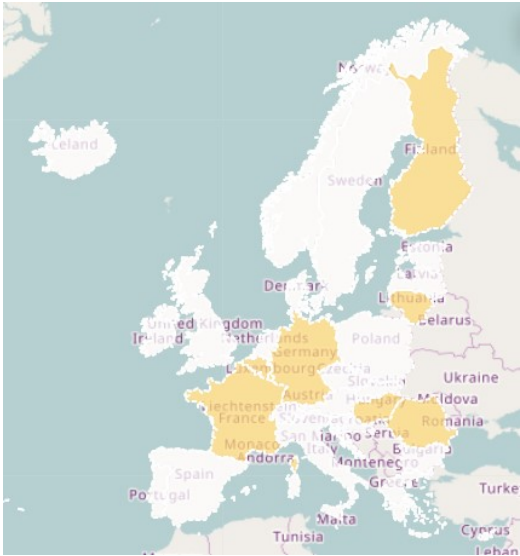 Iceland
Norway
Finland
Sweden
Estonia
Latvia
Denmark
Lithuania
Belarus
United Kingdom
Ireland
Netherlands
Poland
Germany
Luxembourg
Czechia
Slovakia
Ukraine
Austria
Hungary
Moldova
Liechtenstein
Slovenia
Croatia
France
Romania
San Marino
Serbia
Monaco
Italy
Bulgaria
Andorra
Montenegro
Spain
Greece
Portugal
Turke
Malta
Cyprus
Tunisia
Leban